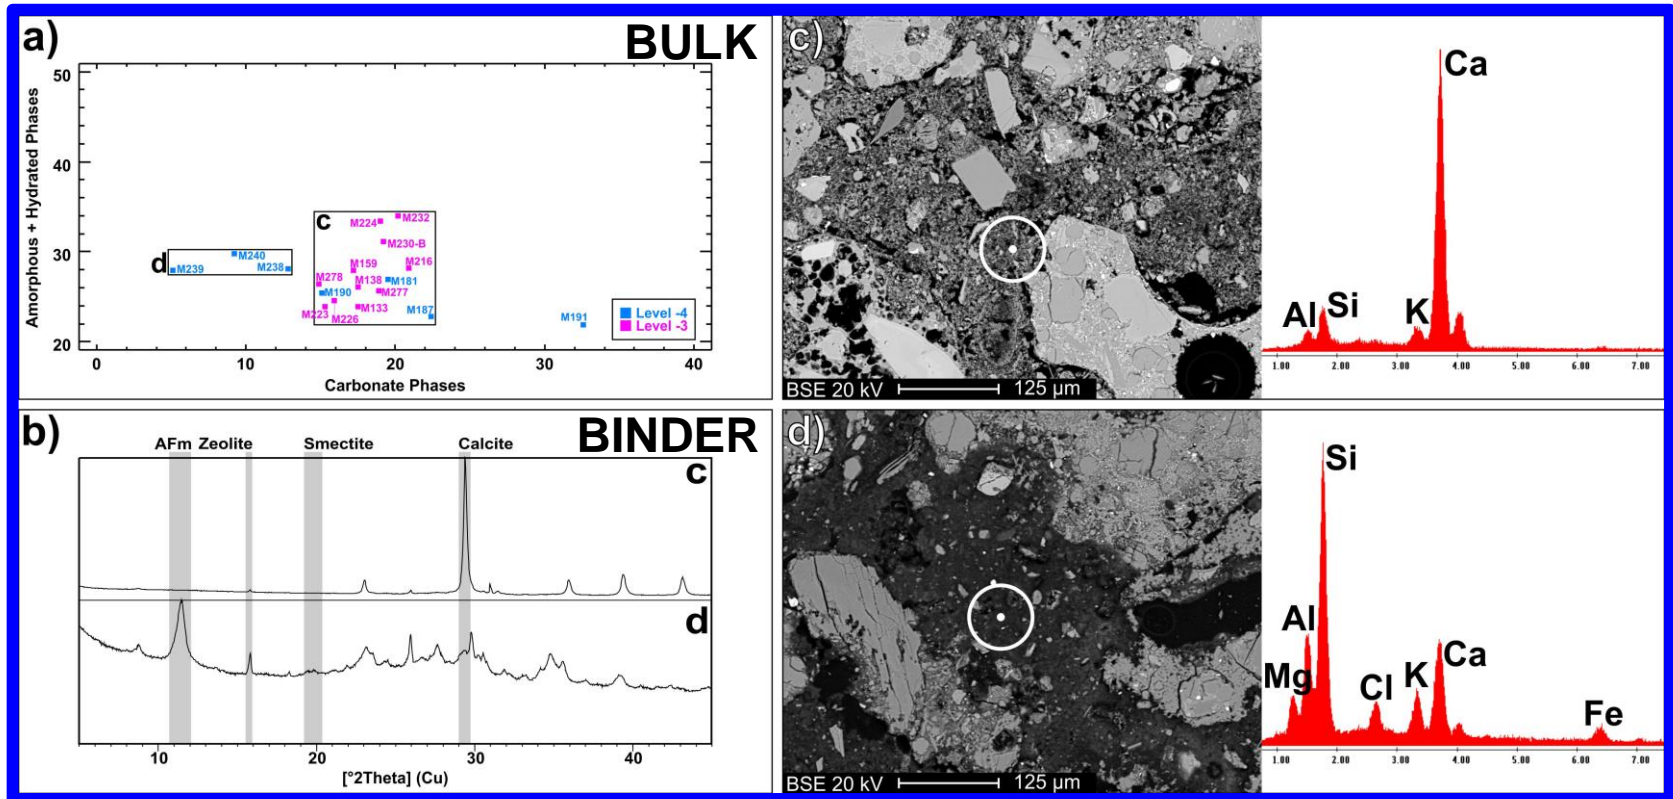 a)
BULK
Amorphous + Hydrated Phases
50
40
30
20
c
M224
M232
M230-B
M159
M216
M278
M138
M181
M190
M277
M223
M226
M133
M187
d
M239
M240
M238
M191
Level -4
Level -3
0
10
20
30
40
Carbonate Phases
b)
BINDER
AFm Zeolite
Smectite
Calcite
c
d
10
20
30
40
[°2Theta] (Cu)
c)
BSE 20 kV
125 µm
Al
Si
K
Ca
1.00
2.00
3.00
4.00
5.00
6.00
7.00
d)
BSE 20 kV
125 µm
Mg
Al
Si
Cl
K
Ca
Fe
1.00
2.00
3.00
4.00
5.00
6.00
7.00